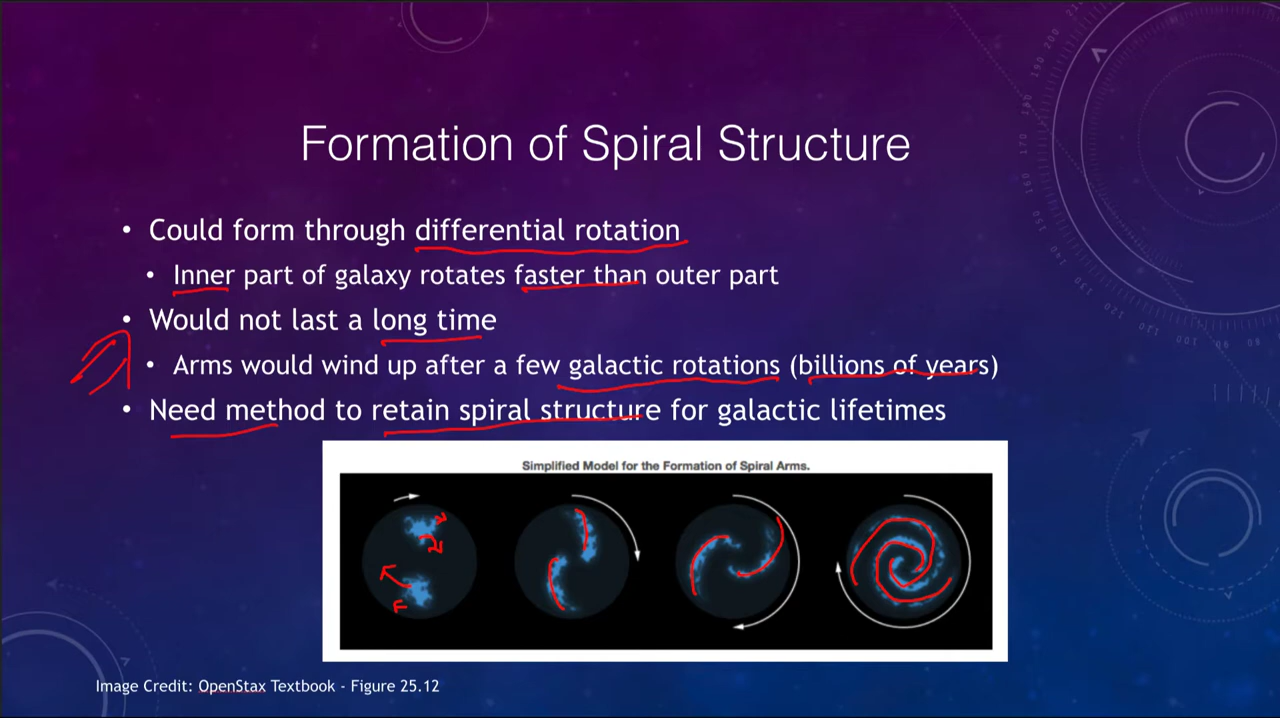 Formation of Spiral Structure
• Could form through differential rotation
• Inner part of galaxy rotates faster than outer part
• Would not last a long time
• Arms would wind up after a few galactic rotations (billions of years)
• Need method to retain spiral structure for galactic lifetimes
Simplified Model for the Formation of Spiral Arms.
Image Credit: OpenStax Textbook - Figure 25.12